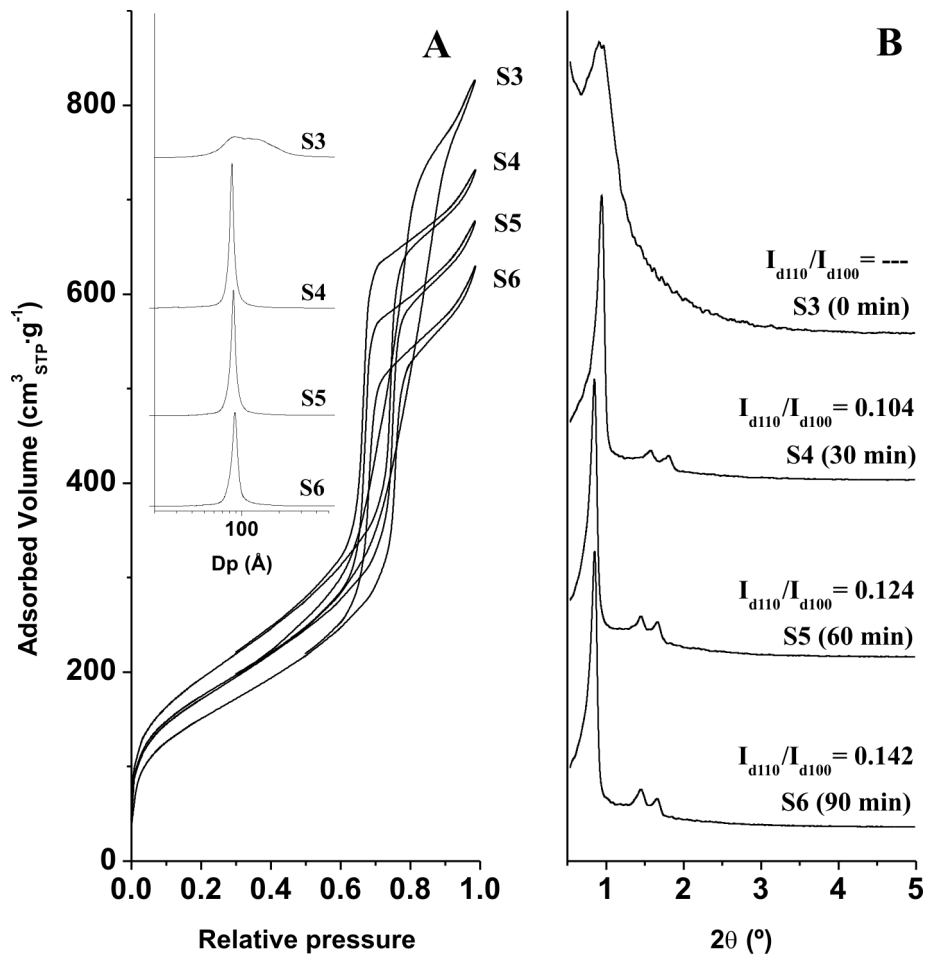 A
B
S3
S4
S5
S6
S3
S4
S5
S6
100
Dp (Å)
800
600
400
200
0
0.0 0.2 0.4 0.6 0.8 1.0
Adsorbed Volume (cm³STP·g⁻¹)
Relative pressure
Id110/Id100= ---
S3 (0 min)
Id110/Id100= 0.104
S4 (30 min)
Id110/Id100= 0.124
S5 (60 min)
Id110/Id100= 0.142
S6 (90 min)
1 2 3 4 5
2θ (º)